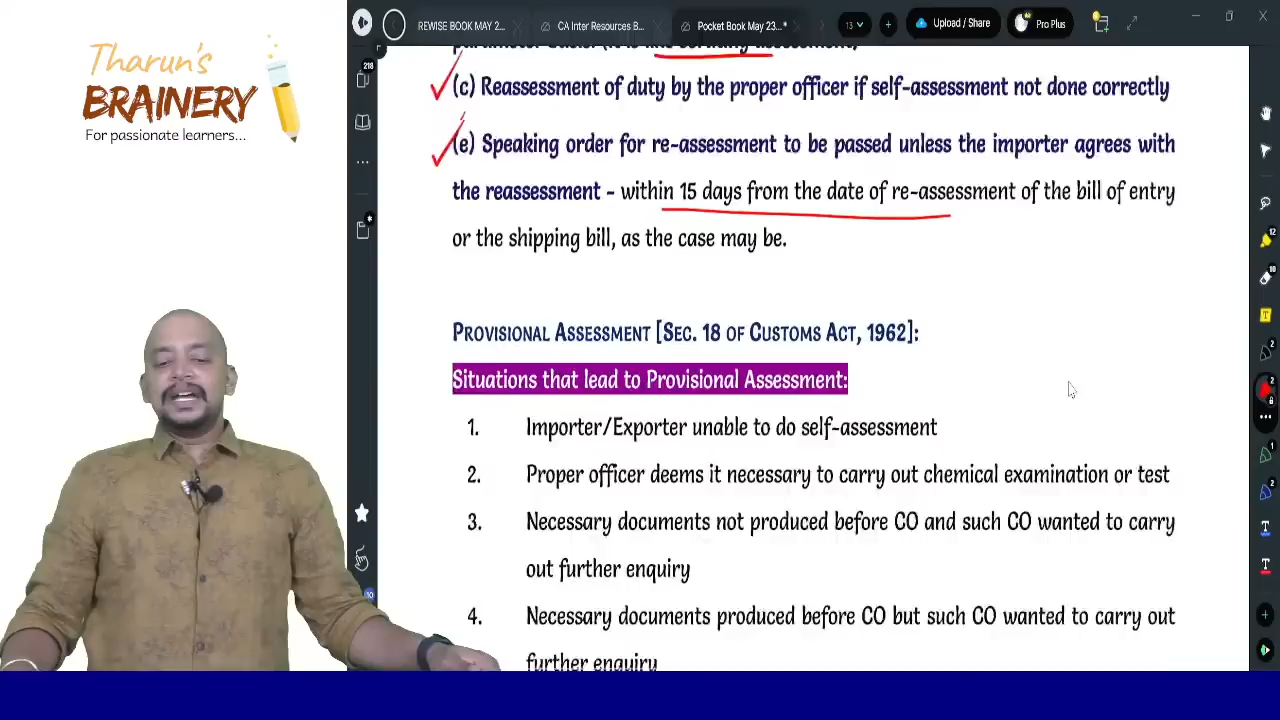 Tharun's
BRAINERY
For passionate learners...
REWISE BOOK MAY 2...
CA Inter Resources B...
Pocket Book May 23...*
13
Upload / Share
Pro Plus
218
(c) Reassessment of duty by the proper officer if self-assessment not done correctly
(e) Speaking order for re-assessment to be passed unless the importer agrees with
the reassessment - within 15 days from the date of re-assessment of the bill of entry
or the shipping bill, as the case may be.
PROVISIONAL ASSESSMENT [SEC. 18 OF CUSTOMS ACT, 1962]:
Situations that lead to Provisional Assessment:
1. Importer/Exporter unable to do self-assessment
2. Proper officer deems it necessary to carry out chemical examination or test
3. Necessary documents not produced before CO and such CO wanted to carry
out further enquiry
4. Necessary documents produced before CO but such CO wanted to carry out
further enquiry